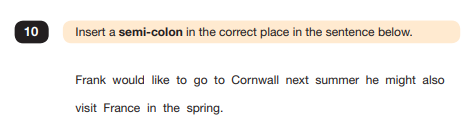 10 Insert a semi-colon in the correct place in the sentence below.
Frank would like to go to Cornwall next summer he might also
visit France in the spring.